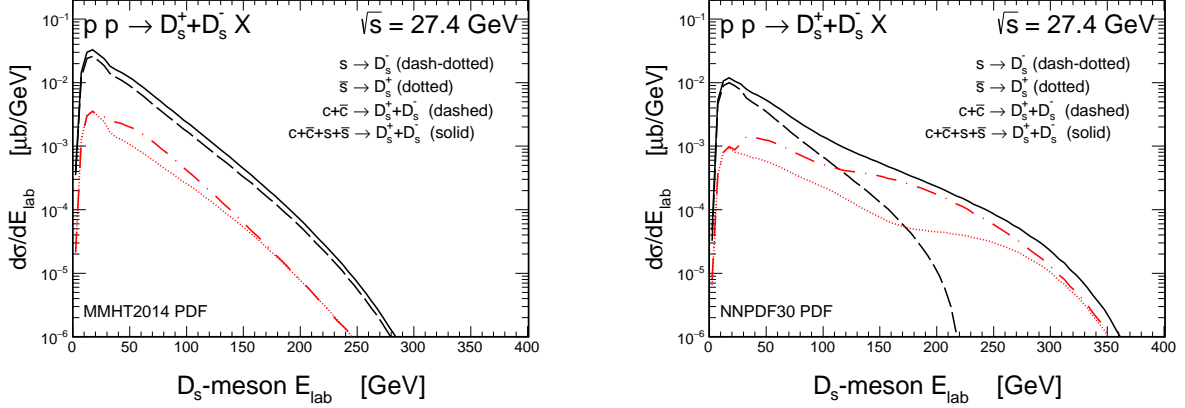 p p → D_s^+ + D_s^- X √s = 27.4 GeV
s → D_s^- (dash-dotted)
s̄ → D_s^+ (dotted)
c+c̄ → D_s^+ + D_s^- (dashed)
c+c̄+s+s̄ → D_s^+ + D_s^- (solid)
dσ/dE_lab [μb/GeV]
10^-1
10^-2
10^-3
10^-4
10^-5
10^-6
MMHT2014 PDF
0 50 100 150 200 250 300 350 400
D_s-meson E_lab [GeV]
p p → D_s^+ + D_s^- X √s = 27.4 GeV
s → D_s^- (dash-dotted)
s̄ → D_s^+ (dotted)
c+c̄ → D_s^+ + D_s^- (dashed)
c+c̄+s+s̄ → D_s^+ + D_s^- (solid)
dσ/dE_lab [μb/GeV]
10^-1
10^-2
10^-3
10^-4
10^-5
10^-6
NNPDF30 PDF
0 50 100 150 200 250 300 350 400
D_s-meson E_lab [GeV]